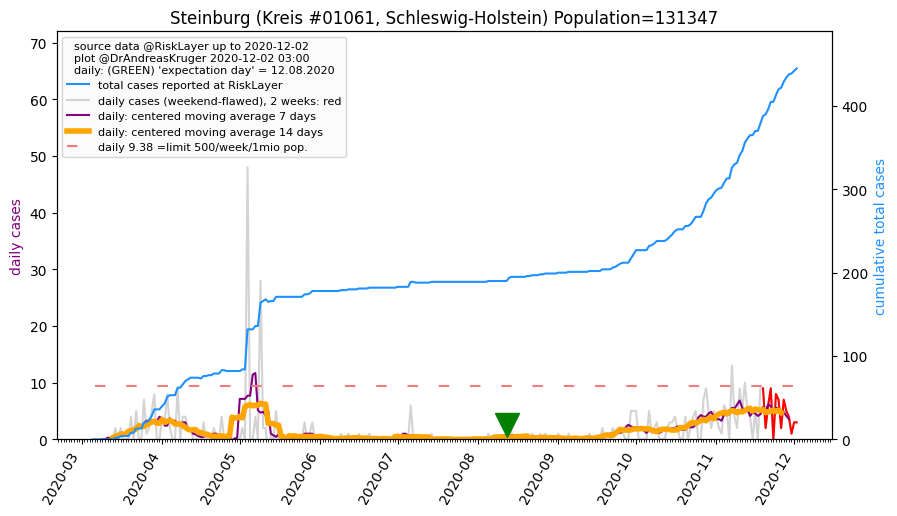 Steinburg (Kreis #01061, Schleswig-Holstein) Population=131347
source data @RiskLayer up to 2020-12-02
plot @DrAndreasKruger 2020-12-02 03:00
daily: (GREEN) 'expectation day' = 12.08.2020
total cases reported at RiskLayer
daily cases (weekend-flawed), 2 weeks: red
daily: centered moving average 7 days
daily: centered moving average 14 days
daily 9.38 =limit 500/week/1mio pop.
daily cases
70
60
50
40
30
20
10
0
cumulative total cases
400
300
200
100
0
2020-03
2020-04
2020-05
2020-06
2020-07
2020-08
2020-09
2020-10
2020-11
2020-12